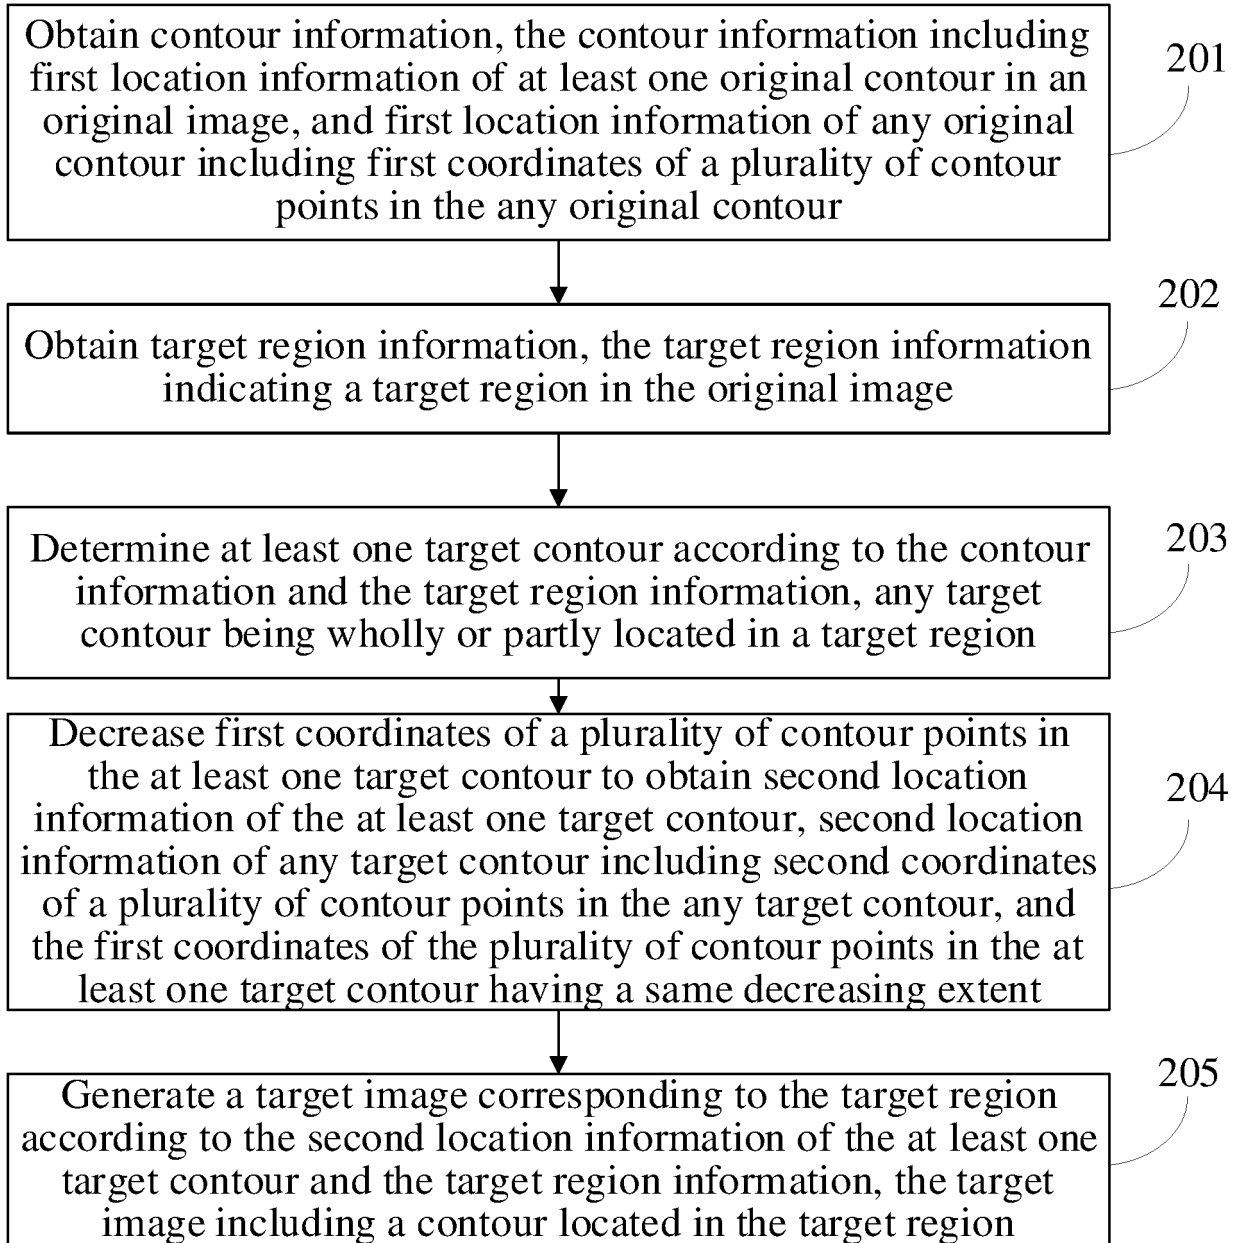 Obtain contour information, the contour information including
first location information of at least one original contour in an
original image, and first location information of any original
contour including first coordinates of a plurality of contour
points in the any original contour
201
Obtain target region information, the target region information
indicating a target region in the original image
202
Determine at least one target contour according to the contour
information and the target region information, any target
contour being wholly or partly located in a target region
203
Decrease first coordinates of a plurality of contour points in
the at least one target contour to obtain second location
information of the at least one target contour, second location
information of any target contour including second coordinates
of a plurality of contour points in the any target contour, and
the first coordinates of the plurality of contour points in the at
least one target contour having a same decreasing extent
204
Generate a target image corresponding to the target region
according to the second location information of the at least one
target contour and the target region information, the target
image including a contour located in the target region
205